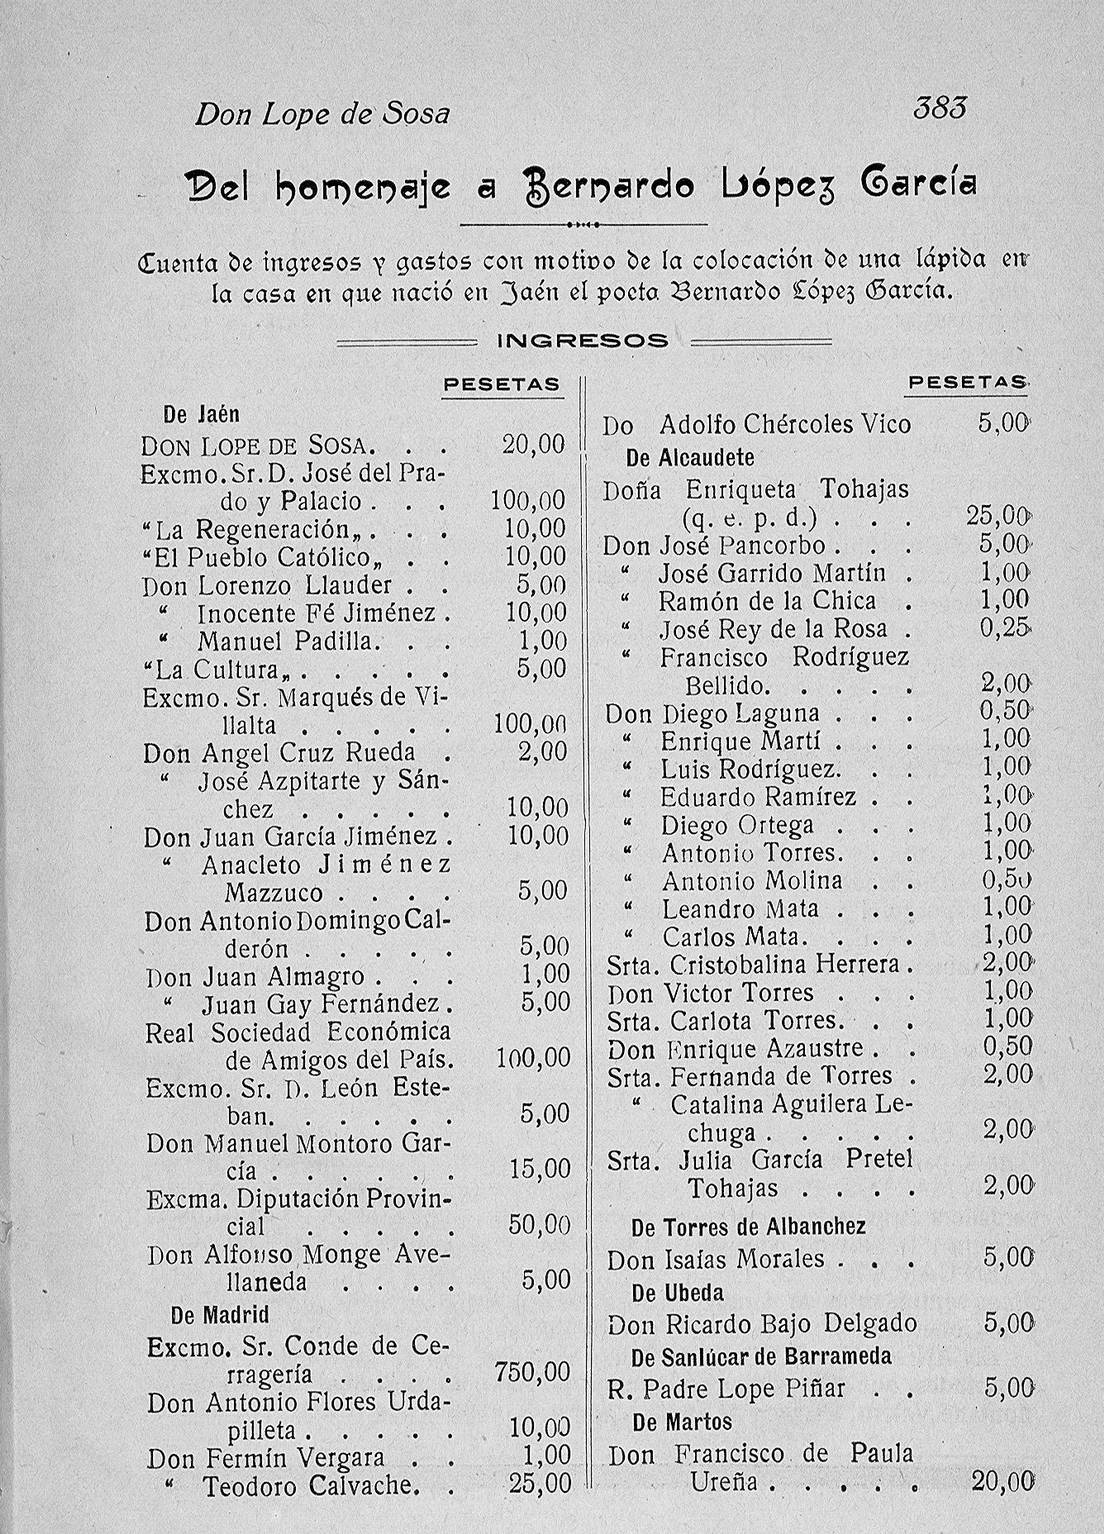 Don Lope de Sosa 383
Del homenaje a Bernardo López García
Cuenta de ingresos y gastos con motivo de la colocación de una lápida en
la casa en que nació en Jaén el poeta Bernardo López García.
INGRESOS
PESETAS
De Jaén
DON LOPE DE SOSA. . . 20,00
Excmo. Sr. D. José del Pra-
do y Palacio . . . 100,00
“La Regeneración„ . . . 10,00
“El Pueblo Católico„ . . 10,00
Don Lorenzo Llauder . . 5,00
“ Inocente Fé Jiménez . 10,00
“ Manuel Padilla. . . 1,00
“La Cultura„ . . . . . 5,00
Excmo. Sr. Marqués de Vi-
llalta . . . . . 100,00
Don Angel Cruz Rueda . 2,00
“ José Azpitarte y Sán-
chez . . . . . 10,00
Don Juan García Jiménez . 10,00
“ Anacleto Jiménez
Mazzuco . . . . 5,00
Don Antonio Domingo Cal-
derón . . . . . 5,00
Don Juan Almagro . . . 1,00
“ Juan Gay Fernández . 5,00
Real Sociedad Económica
de Amigos del País. 100,00
Excmo. Sr. D. León Este-
ban. . . . . . 5,00
Don Manuel Montoro Gar-
cía . . . . . . 15,00
Excma. Diputación Provin-
cial . . . . . 50,00
Don Alfonso Monge Ave-
llaneda . . . . 5,00
De Madrid
Excmo. Sr. Conde de Ce-
rragería . . . . 750,00
Don Antonio Flores Urda-
pilleta . . . . . 10,00
Don Fermín Vergara . . 1,00
“ Teodoro Calvache. . 25,00
PESETAS
Do Adolfo Chércoles Vico 5,00
De Alcaudete
Doña Enriqueta Tohajas
(q. e. p. d.) . . . 25,00
Don José Pancorbo . . . 5,00
“ José Garrido Martín . 1,00
“ Ramón de la Chica . 1,00
“ José Rey de la Rosa . 0,25
“ Francisco Rodríguez
Bellido. . . . . 2,00
Don Diego Laguna . . . 0,50
“ Enrique Martí . . . 1,00
“ Luis Rodríguez. . . 1,00
“ Eduardo Ramírez . . 1,00
“ Diego Ortega . . . 1,00
“ Antonio Torres. . . 1,00
“ Antonio Molina . . 0,50
“ Leandro Mata . . . 1,00
“ Carlos Mata. . . . 1,00
Srta. Cristobalina Herrera . 2,00
Don Victor Torres . . . 1,00
Srta. Carlota Torres. . . 1,00
Don Enrique Azaustre . . 0,50
Srta. Fernanda de Torres . 2,00
“ Catalina Aguilera Le-
chuga . . . . . 2,00
Srta. Julia García Pretel
Tohajas . . . . 2,00
De Torres de Albanchez
Don Isaías Morales . . . 5,00
De Ubeda
Don Ricardo Bajo Delgado 5,00
De Sanlúcar de Barrameda
R. Padre Lope Piñar . . 5,00
De Martos
Don Francisco de Paula
Ureña . . . . . 20,00